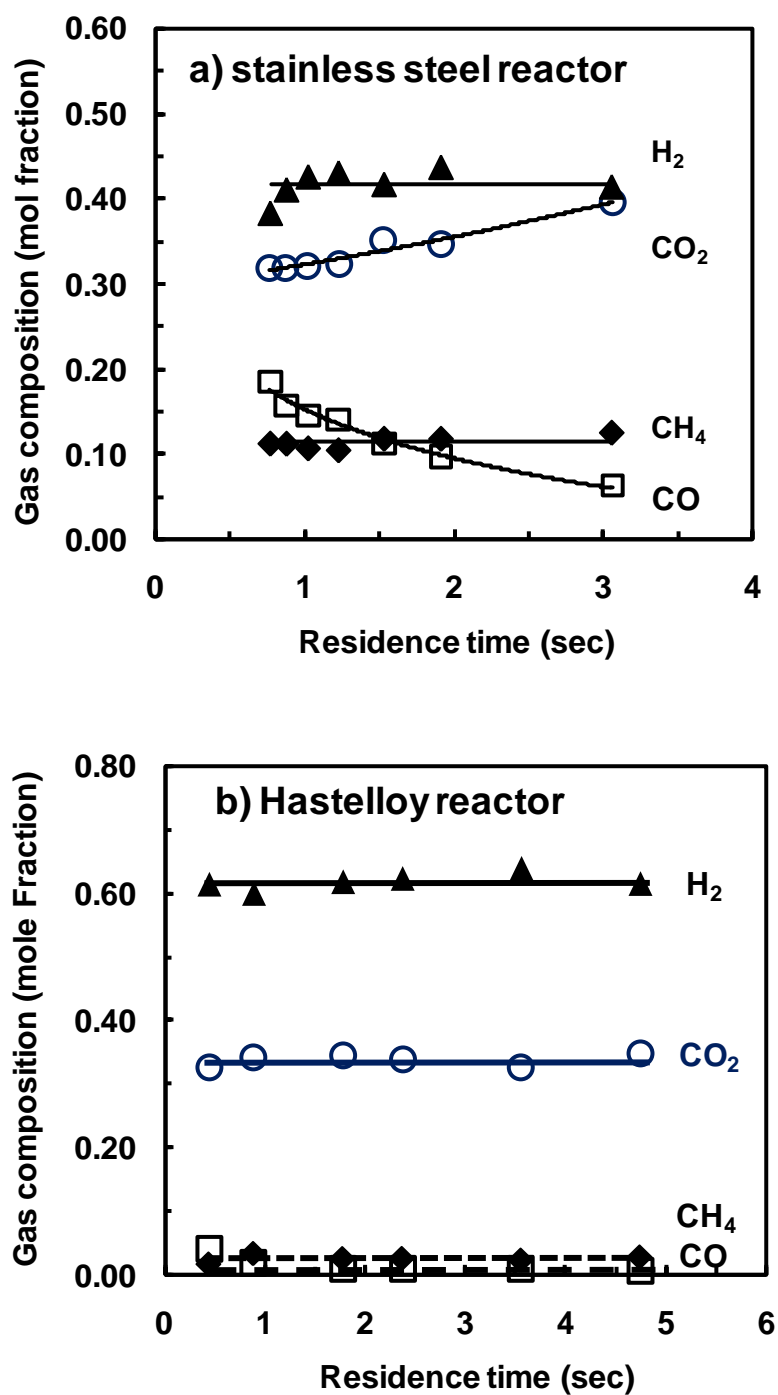 a) stainless steel reactor
Gas composition (mol fraction)
0.60
0.50
0.40
0.30
0.20
0.10
0.00
H₂
CO₂
CH₄
CO
0 1 2 3 4
Residence time (sec)
b) Hastelloy reactor
Gas composition (mole Fraction)
0.80
0.60
0.40
0.20
0.00
H₂
CO₂
CH₄
CO
0 1 2 3 4 5 6
Residence time (sec)